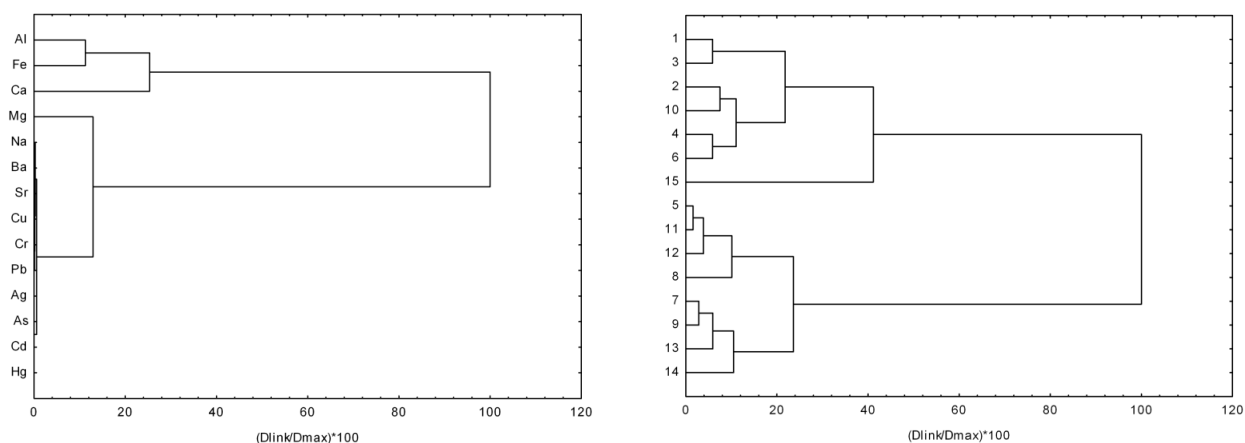 Al
Fe
Ca
Mg
Na
Ba
Sr
Cu
Cr
Pb
Ag
As
Cd
Hg
0 20 40 60 80 100 120
(Dlink/Dmax)*100
1
3
2
10
4
6
15
5
11
12
8
7
9
13
14
0 20 40 60 80 100 120
(Dlink/Dmax)*100